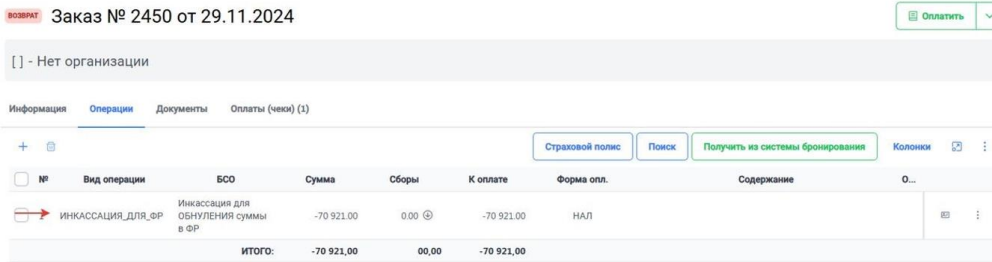 ВОЗВРАТ Заказ № 2450 от 29.11.2024
Оплатить
[ ] - Нет организации
Информация Операции Документы Оплаты (чеки) (1)
Страховой полис Поиск Получить из системы бронирования Колонки
№ Вид операции БСО Сумма Сборы К оплате Форма опл. Содержание О...
ИНКАССАЦИЯ_ДЛЯ_ФР Инкассация для ОБНУЛЕНИЯ суммы в ФР -70 921.00 0.00 -70 921.00 НАЛ
ИТОГО: -70 921,00 00,00 -70 921,00